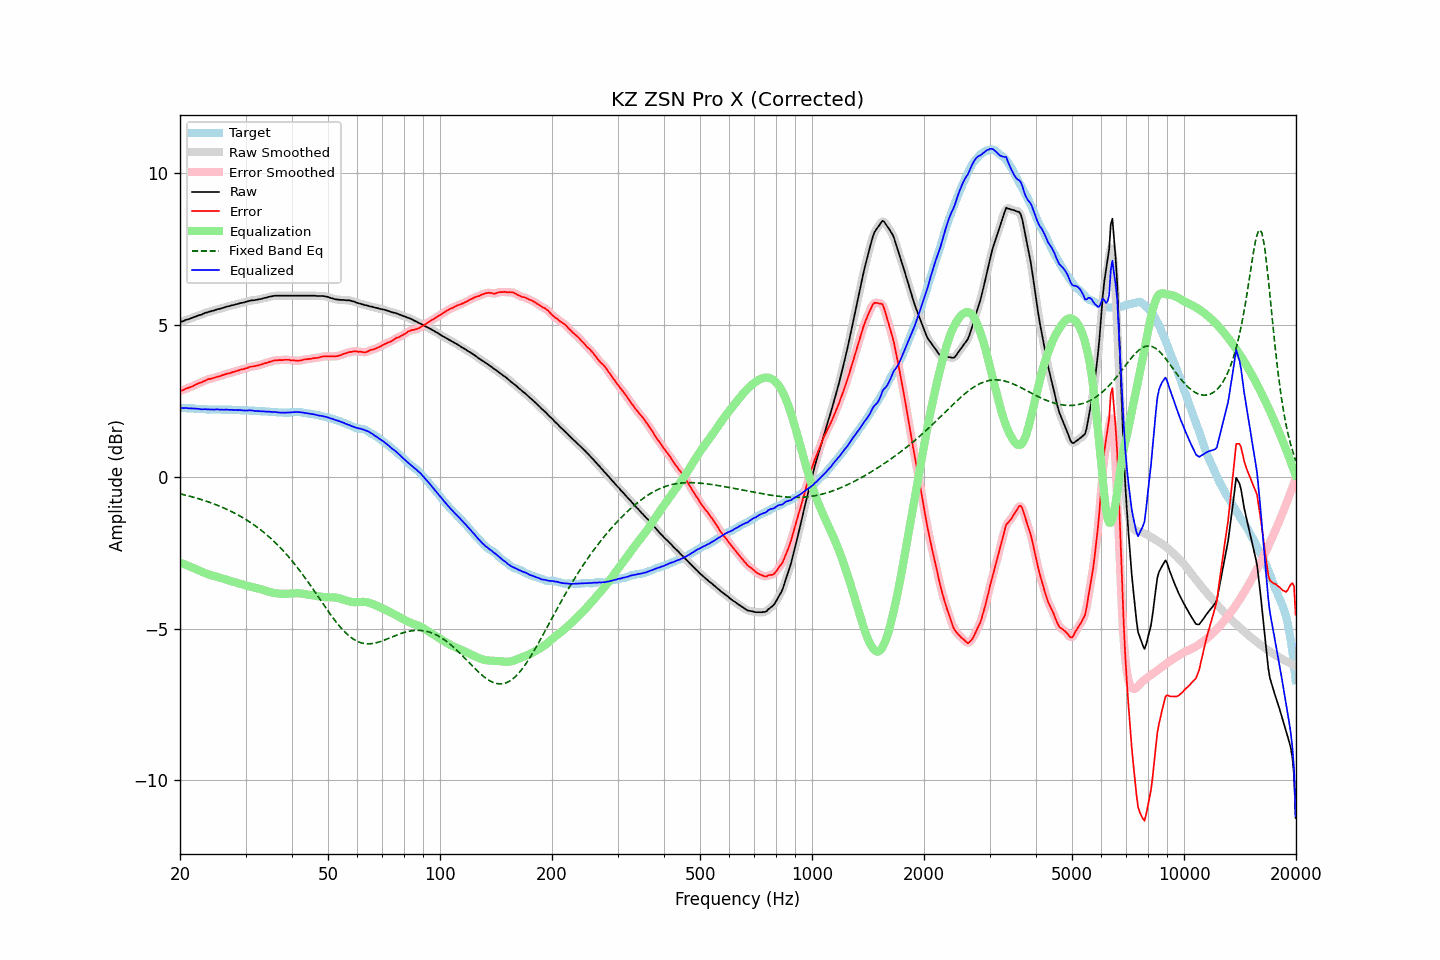 KZ ZSN Pro X (Corrected)
Target
Raw Smoothed
Error Smoothed
Raw
Error
Equalization
Fixed Band Eq
Equalized
Amplitude (dBr)
10
5
0
−5
−10
20
50
100
200
500
1000
2000
5000
10000
20000
Frequency (Hz)